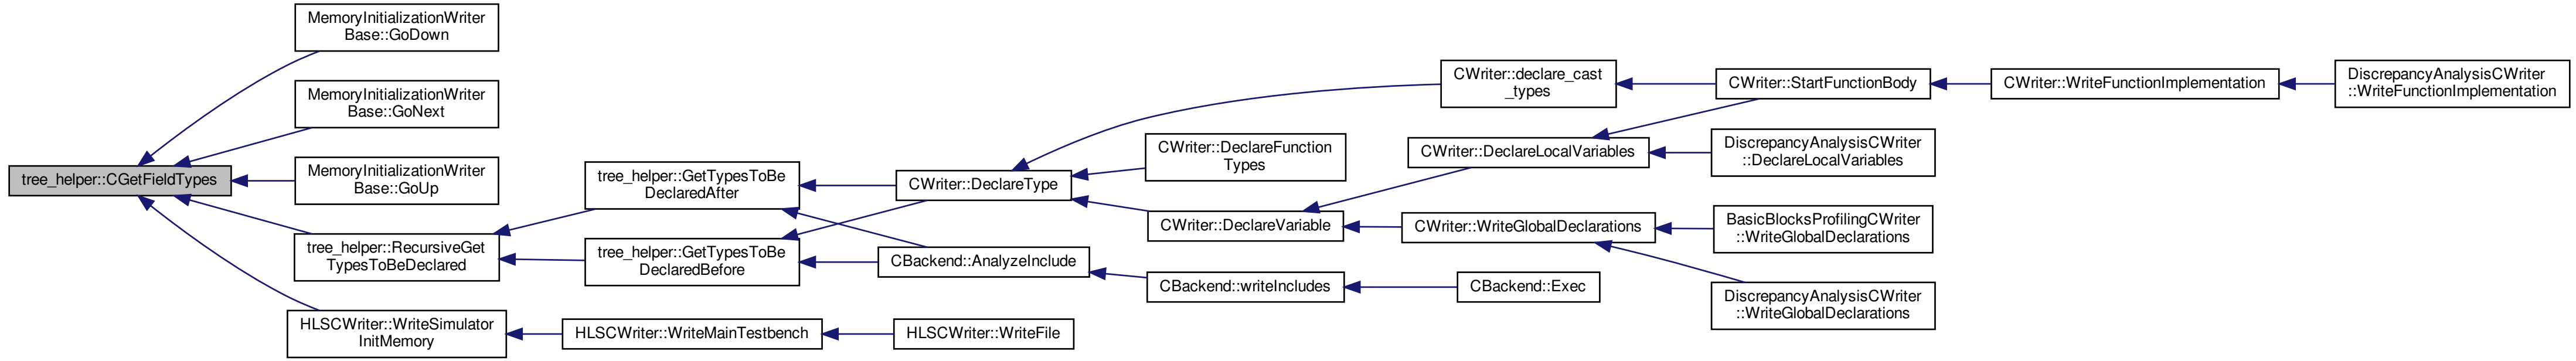 tree_helper::CGetFieldTypes
MemoryInitializationWriter
Base::GoDown
MemoryInitializationWriter
Base::GoNext
MemoryInitializationWriter
Base::GoUp
tree_helper::RecursiveGet
TypesToBeDeclared
HLSCWriter::WriteSimulator
InitMemory
tree_helper::GetTypesToBe
DeclaredAfter
tree_helper::GetTypesToBe
DeclaredBefore
HLSCWriter::WriteMainTestbench
CWriter::DeclareType
CBackend::AnalyzeInclude
HLSCWriter::WriteFile
CWriter::DeclareFunction
Types
CWriter::DeclareVariable
CBackend::writeIncludes
CWriter::declare_cast
_types
CWriter::DeclareLocalVariables
CWriter::WriteGlobalDeclarations
CBackend::Exec
CWriter::StartFunctionBody
DiscrepancyAnalysisCWriter
::DeclareLocalVariables
BasicBlocksProfilingCWriter
::WriteGlobalDeclarations
DiscrepancyAnalysisCWriter
::WriteGlobalDeclarations
CWriter::WriteFunctionImplementation
DiscrepancyAnalysisCWriter
::WriteFunctionImplementation